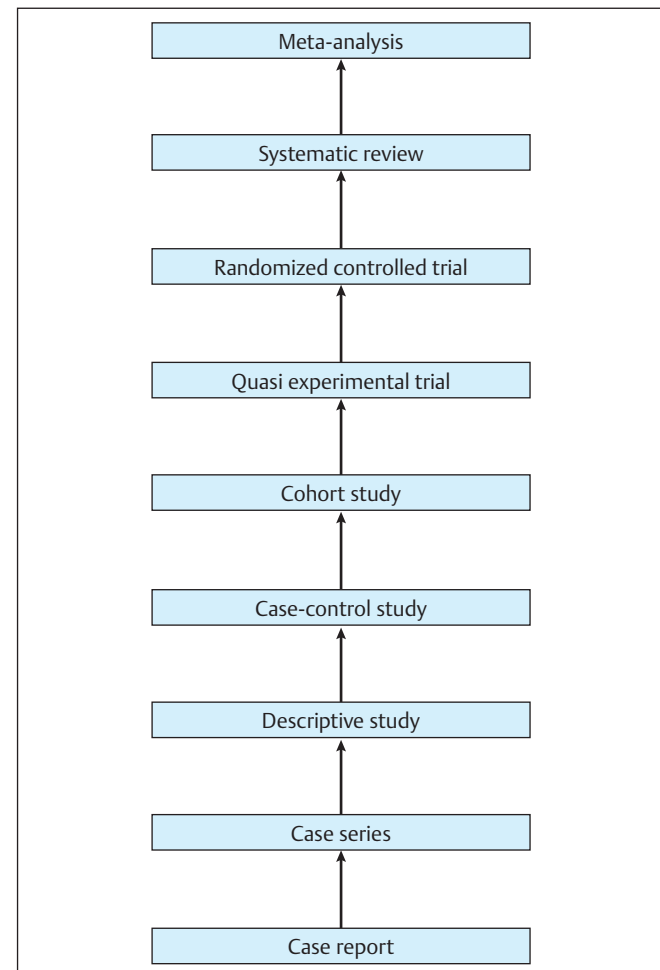 Meta-analysis
Systematic review
Randomized controlled trial
Quasi experimental trial
Cohort study
Case-control study
Descriptive study
Case series
Case report